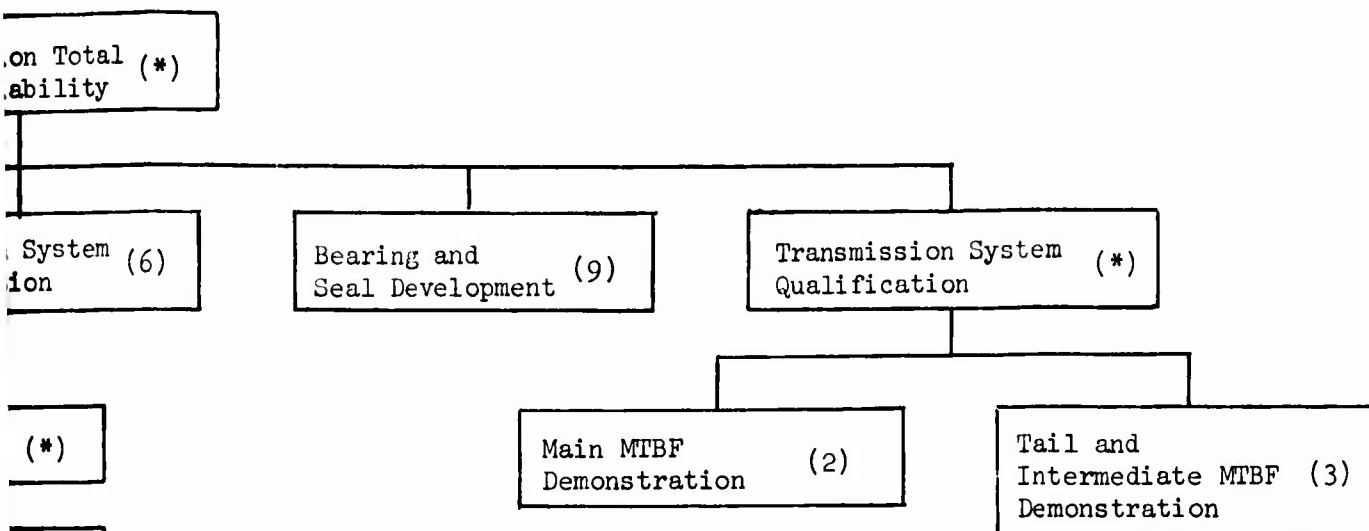 on Total (*)
ability
System (6)
ion
Bearing and
Seal Development (9)
Transmission System (*)
Qualification
(*)
Main MTBF
Demonstration (2)
Tail and
Intermediate MTBF (3)
Demonstration